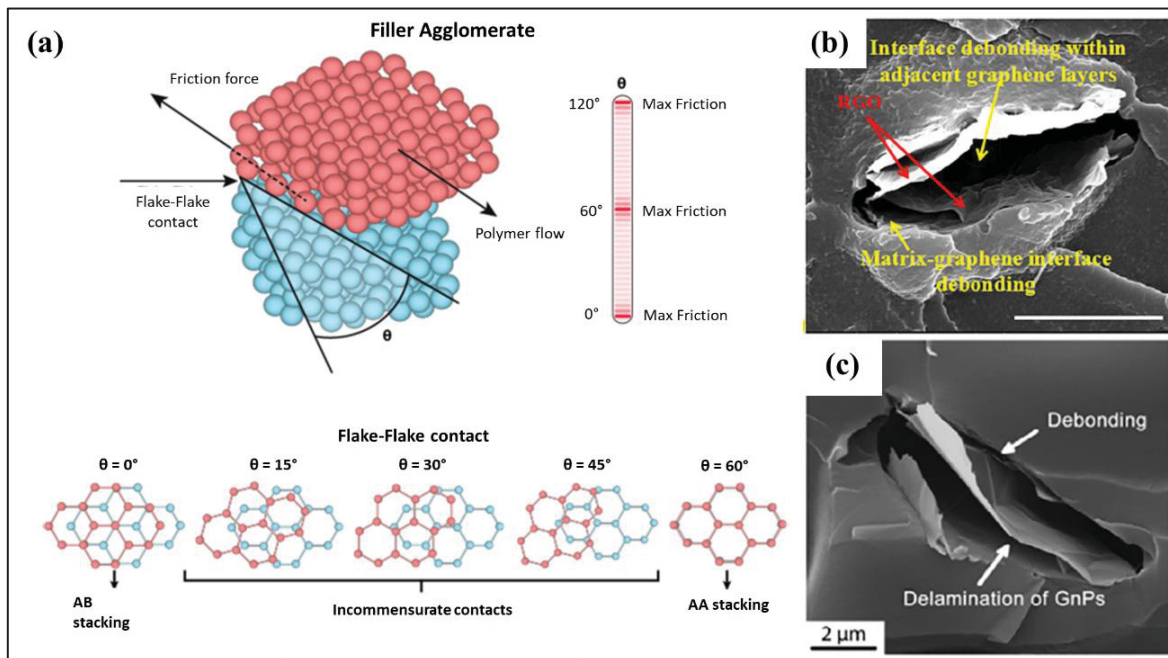 (a)
Filler Agglomerate
Friction force
Flake-Flake
contact
Polymer flow
θ
θ
120°
Max Friction
60°
Max Friction
0°
Max Friction
Flake-Flake contact
θ = 0°
θ = 15°
θ = 30°
θ = 45°
θ = 60°
AB
stacking
Incommensurate contacts
AA stacking
(b)
Interface debonding within
adjacent graphene layers
RGO
Matrix-graphene interface
debonding
(c)
Debonding
Delamination of GnPs
2 µm